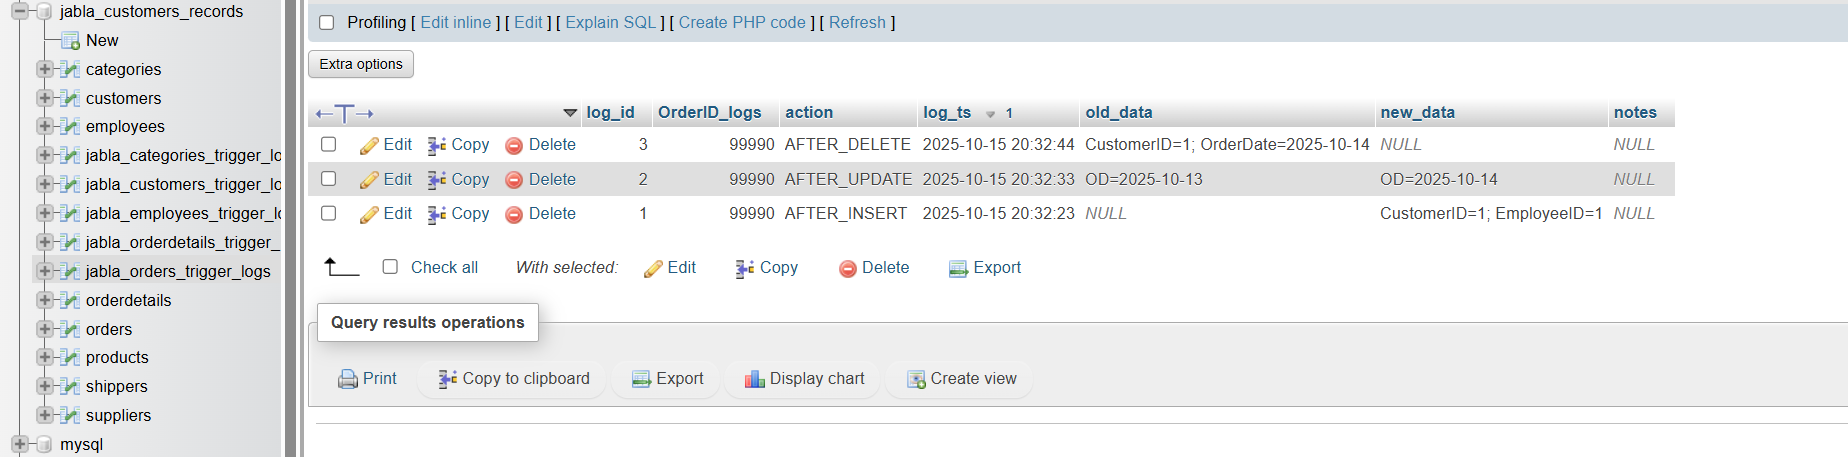 jabla_customers_records
New
categories
customers
employees
jabla_categories_trigger_lo
jabla_customers_trigger_lo
jabla_employees_trigger_lo
jabla_orderdetails_trigger_
jabla_orders_trigger_logs
orderdetails
orders
products
shippers
suppliers
mysql
Profiling [ Edit inline ] [ Edit ] [ Explain SQL ] [ Create PHP code ] [ Refresh ]
Extra options
log_id OrderID_logs action log_ts 1 old_data new_data notes
Edit Copy Delete 3 99990 AFTER_DELETE 2025-10-15 20:32:44 CustomerID=1; OrderDate=2025-10-14 NULL NULL
Edit Copy Delete 2 99990 AFTER_UPDATE 2025-10-15 20:32:33 OD=2025-10-13 OD=2025-10-14 NULL
Edit Copy Delete 1 99990 AFTER_INSERT 2025-10-15 20:32:23 NULL CustomerID=1; EmployeeID=1 NULL
Check all With selected: Edit Copy Delete Export
Query results operations
Print Copy to clipboard Export Display chart Create view